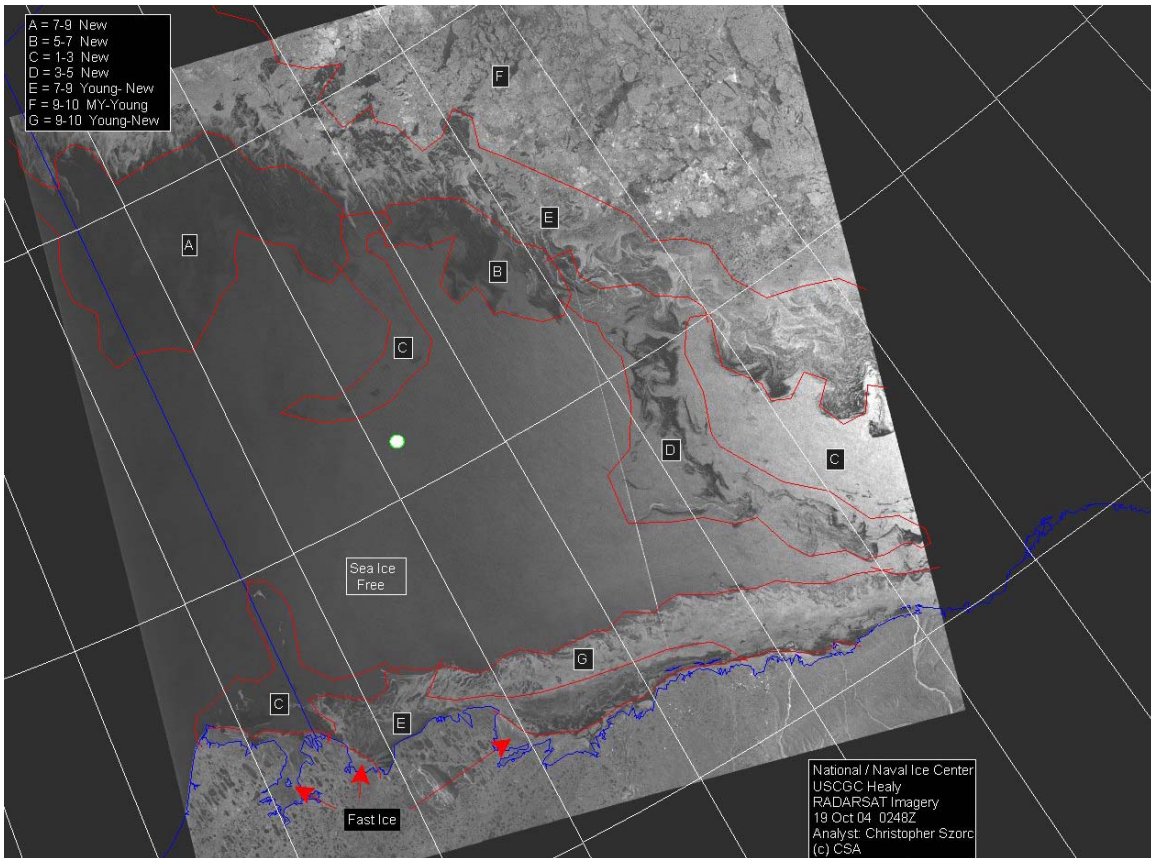 A = 7-9 New
B = 5-7 New
C = 1-3 New
D = 3-5 New
E = 7-9 Young- New
F = 9-10 MY-Young
G = 9-10 Young-New
F
E
A
B
C
D
C
Sea Ice
Free
G
C
E
Fast Ice
National / Naval Ice Center
USCGC Healy
RADARSAT Imagery
19 Oct 04 0248Z
Analyst: Christopher Szorc
(c) CSA